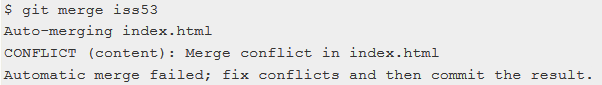 $ git merge iss53
Auto-merging index.html
CONFLICT (content): Merge conflict in index.html
Automatic merge failed; fix conflicts and then commit the result.